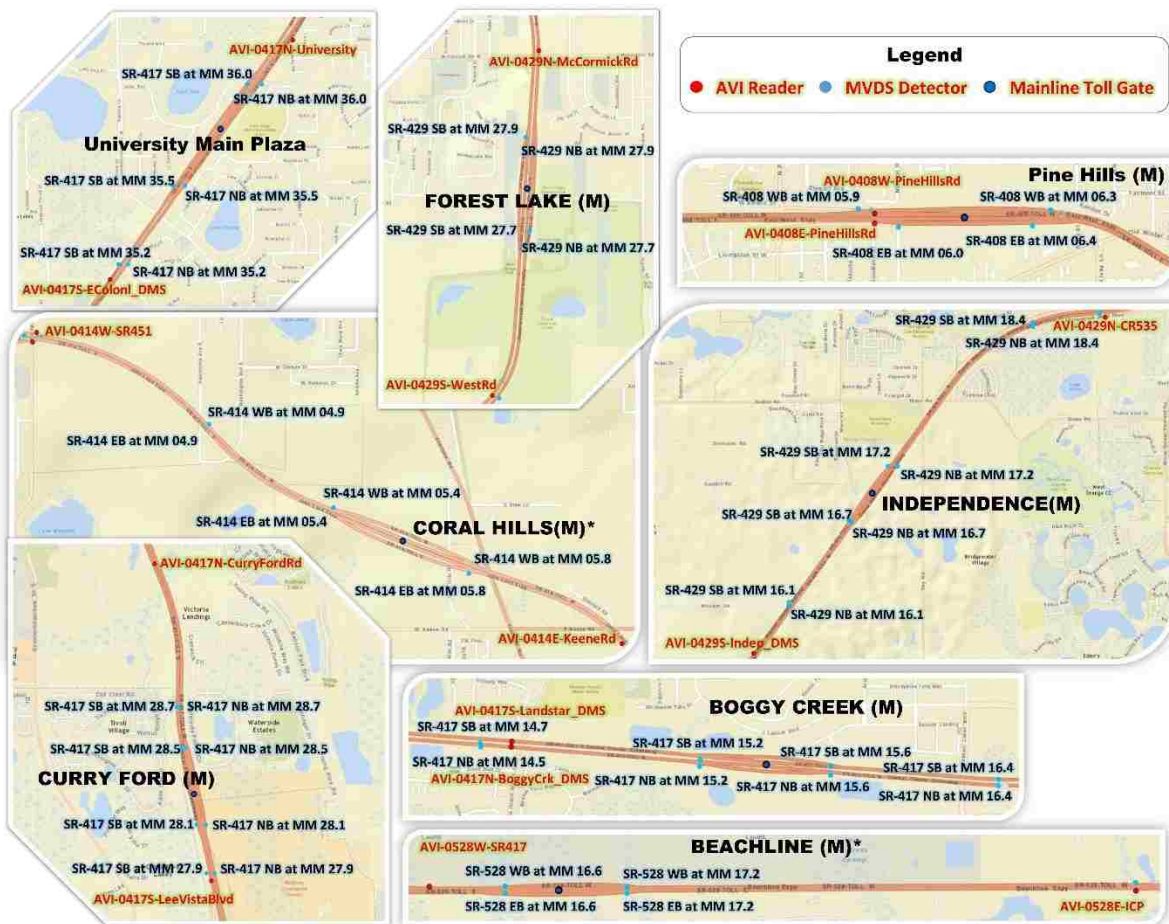 AVI-0417N-University
SR-417 SB at MM 36.0
SR-417 NB at MM 36.0
University Main Plaza
SR-417 SB at MM 35.5
SR-417 NB at MM 35.5
SR-417 SB at MM 35.2
SR-417 NB at MM 35.2
AVI-0417S-EColonl_DMS
AVI-0429N-McCormickRd
SR-429 SB at MM 27.9
SR-429 NB at MM 27.9
FOREST LAKE (M)
SR-429 SB at MM 27.7
SR-429 NB at MM 27.7
AVI-0429S-WestRd
Legend
AVI Reader
MVDS Detector
Mainline Toll Gate
Pine Hills (M)
AVI-0408W-PineHillsRd
SR-408 WB at MM 05.9
SR-408 WB at MM 06.3
AVI-0408E-PineHillsRd
SR-408 EB at MM 06.4
SR-408 EB at MM 06.0
AVI-0414W-SR451
SR-414 WB at MM 04.9
SR-414 EB at MM 04.9
SR-414 WB at MM 05.4
SR-414 EB at MM 05.4
CORAL HILLS(M)*
SR-414 WB at MM 05.8
SR-414 EB at MM 05.8
AVI-0414E-KeeneRd
SR-429 SB at MM 18.4
AVI-0429N-CR535
SR-429 NB at MM 18.4
SR-429 SB at MM 17.2
SR-429 NB at MM 17.2
INDEPENDENCE(M)
SR-429 SB at MM 16.7
SR-429 NB at MM 16.7
SR-429 SB at MM 16.1
SR-429 NB at MM 16.1
AVI-0429S-Indep_DMS
AVI-0417N-CurryFordRd
Victoria
Landings
SR-417 SB at MM 28.7
SR-417 NB at MM 28.7
Tivoli
Village
Waterside
Estates
SR-417 SB at MM 28.5
SR-417 NB at MM 28.5
CURRY FORD (M)
SR-417 SB at MM 28.1
SR-417 NB at MM 28.1
SR-417 SB at MM 27.9
SR-417 NB at MM 27.9
AVI-0417S-LeeVistaBlvd
AVI-0417S-Landstar_DMS
BOGGY CREEK (M)
SR-417 SB at MM 14.7
SR-417 SB at MM 15.2
SR-417 SB at MM 15.6
SR-417 SB at MM 16.4
SR-417 NB at MM 14.5
AVI-0417N-BoggyCrk_DMS
SR-417 NB at MM 15.2
SR-417 NB at MM 15.6
SR-417 NB at MM 16.4
AVI-0528W-SR417
BEACHLINE (M)*
SR-528 WB at MM 16.6
SR-528 WB at MM 17.2
SR-528 EB at MM 16.6
SR-528 EB at MM 17.2
AVI-0528E-ICP